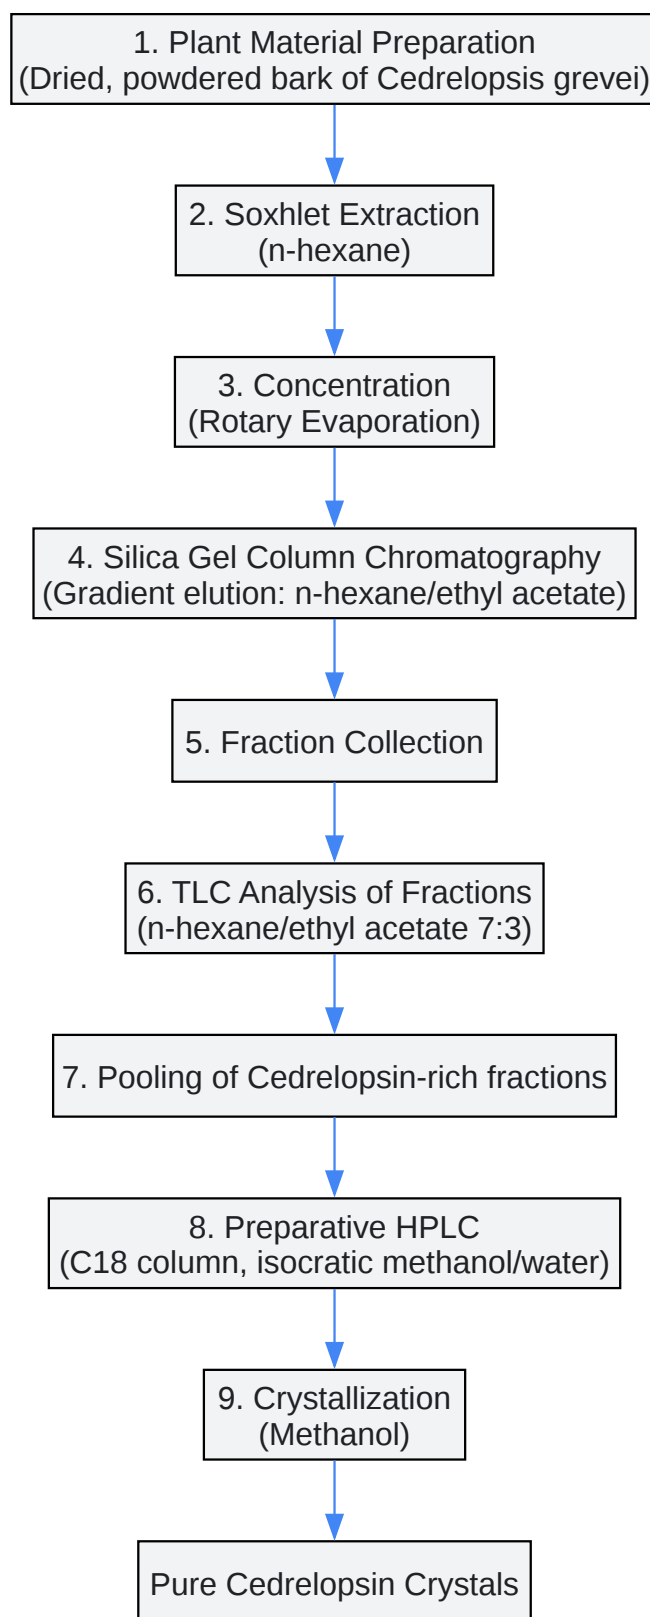 1. Plant Material Preparation
(Dried, powdered bark of Cedrelopsis grevei)
2. Soxhlet Extraction
(n-hexane)
3. Concentration
(Rotary Evaporation)
4. Silica Gel Column Chromatography
(Gradient elution: n-hexane/ethyl acetate)
5. Fraction Collection
6. TLC Analysis of Fractions
(n-hexane/ethyl acetate 7:3)
7. Pooling of Cedrelopsin-rich fractions
8. Preparative HPLC
(C18 column, isocratic methanol/water)
9. Crystallization
(Methanol)
Pure Cedrelopsin Crystals